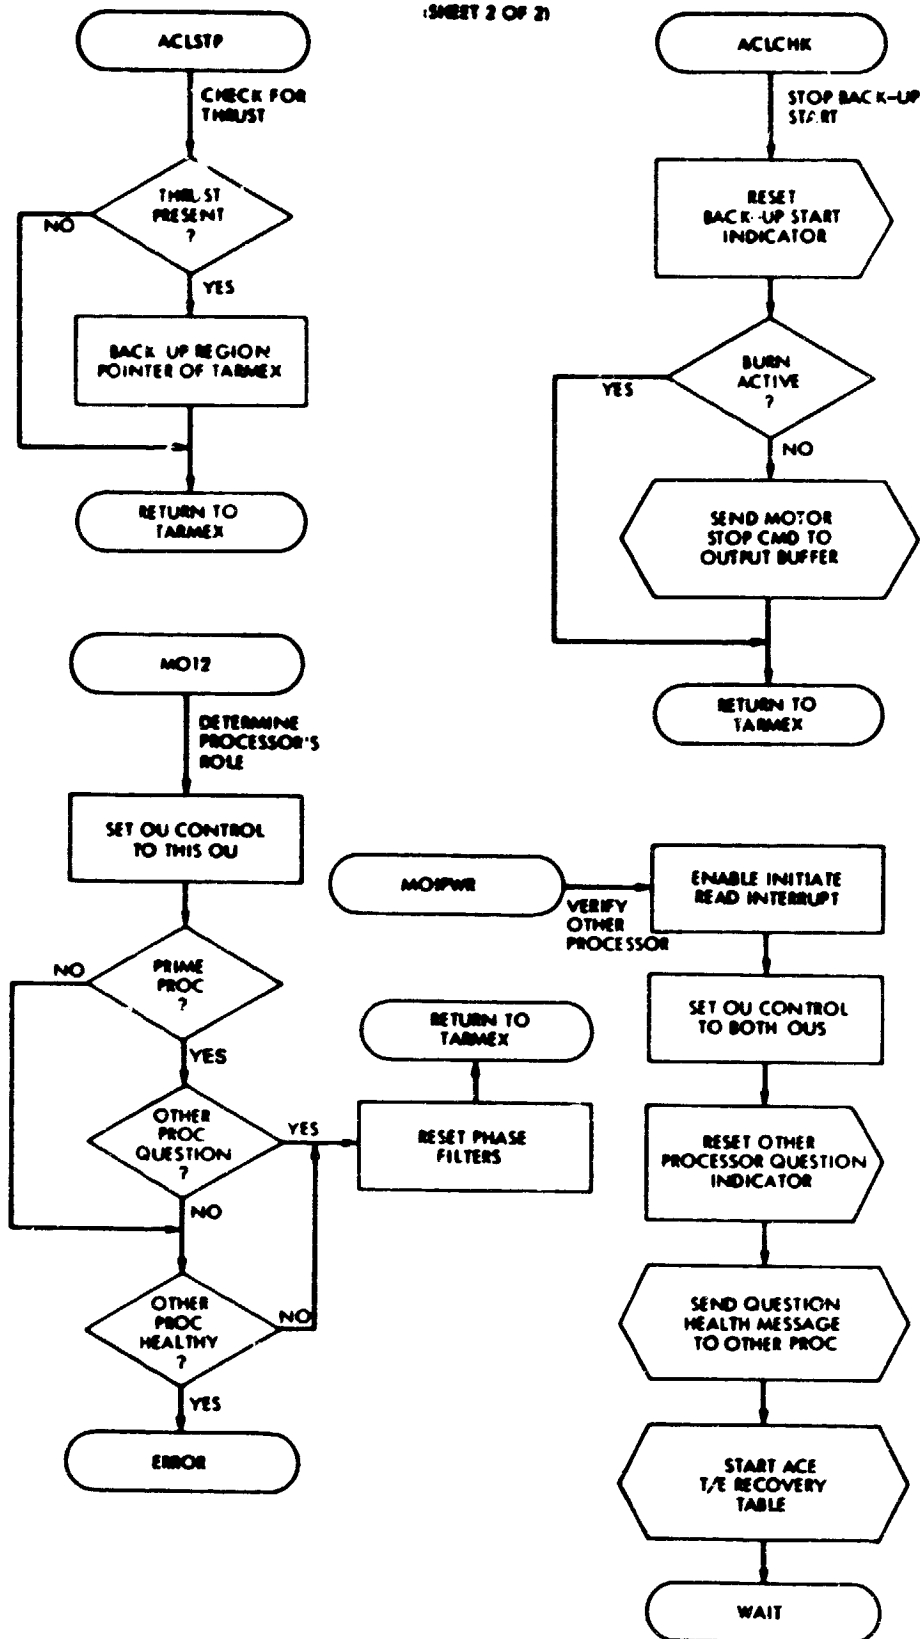 (SHEET 2 OF 2)
ACLSTP
CHECK FOR
THRUST
THRUST
PRESENT
?
NO
YES
BACK UP REGION
POINTER OF TARMEX
RETURN TO
TARMEX
ACLCHK
STOP BACK-UP
START
RESET
BACK-UP START
INDICATOR
BURN
ACTIVE
?
YES
NO
SEND MOTOR
STOP CMD TO
OUTPUT BUFFER
RETURN TO
TARMEX
MO12
DETERMINE
PROCESSOR'S
ROLE
SET OU CONTROL
TO THIS OU
PRIME
PROC
?
NO
YES
OTHER
PROC
QUESTION
?
YES
NO
RESET PHASE
FILTERS
RETURN TO
TARMEX
OTHER
PROC
HEALTHY
?
NO
YES
ERROR
VERIFY
OTHER
PROCESSOR
ENABLE INITIATE
READ INTERRUPT
SET OU CONTROL
TO BOTH OUS
RESET OTHER
PROCESSOR QUESTION
INDICATOR
SEND QUESTION
HEALTH MESSAGE
TO OTHER PROC
START ACE
T/E RECOVERY
TABLE
WAIT